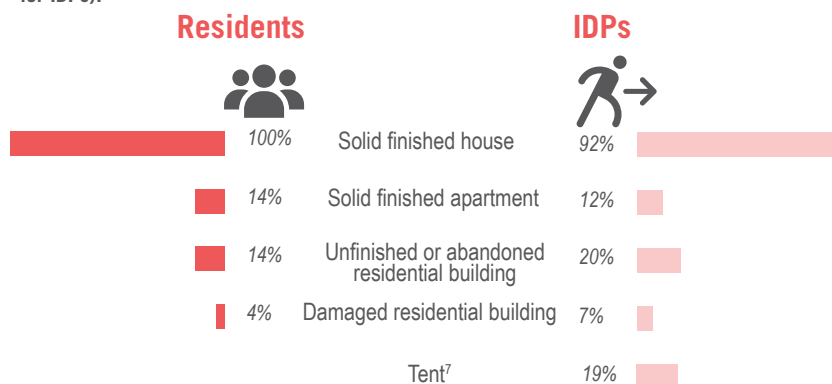 Residents IDPs
100% Solid finished house 92%
14% Solid finished apartment 12%
14% Unfinished or abandoned residential building 20%
4% Damaged residential building 7%
Tent7 19%